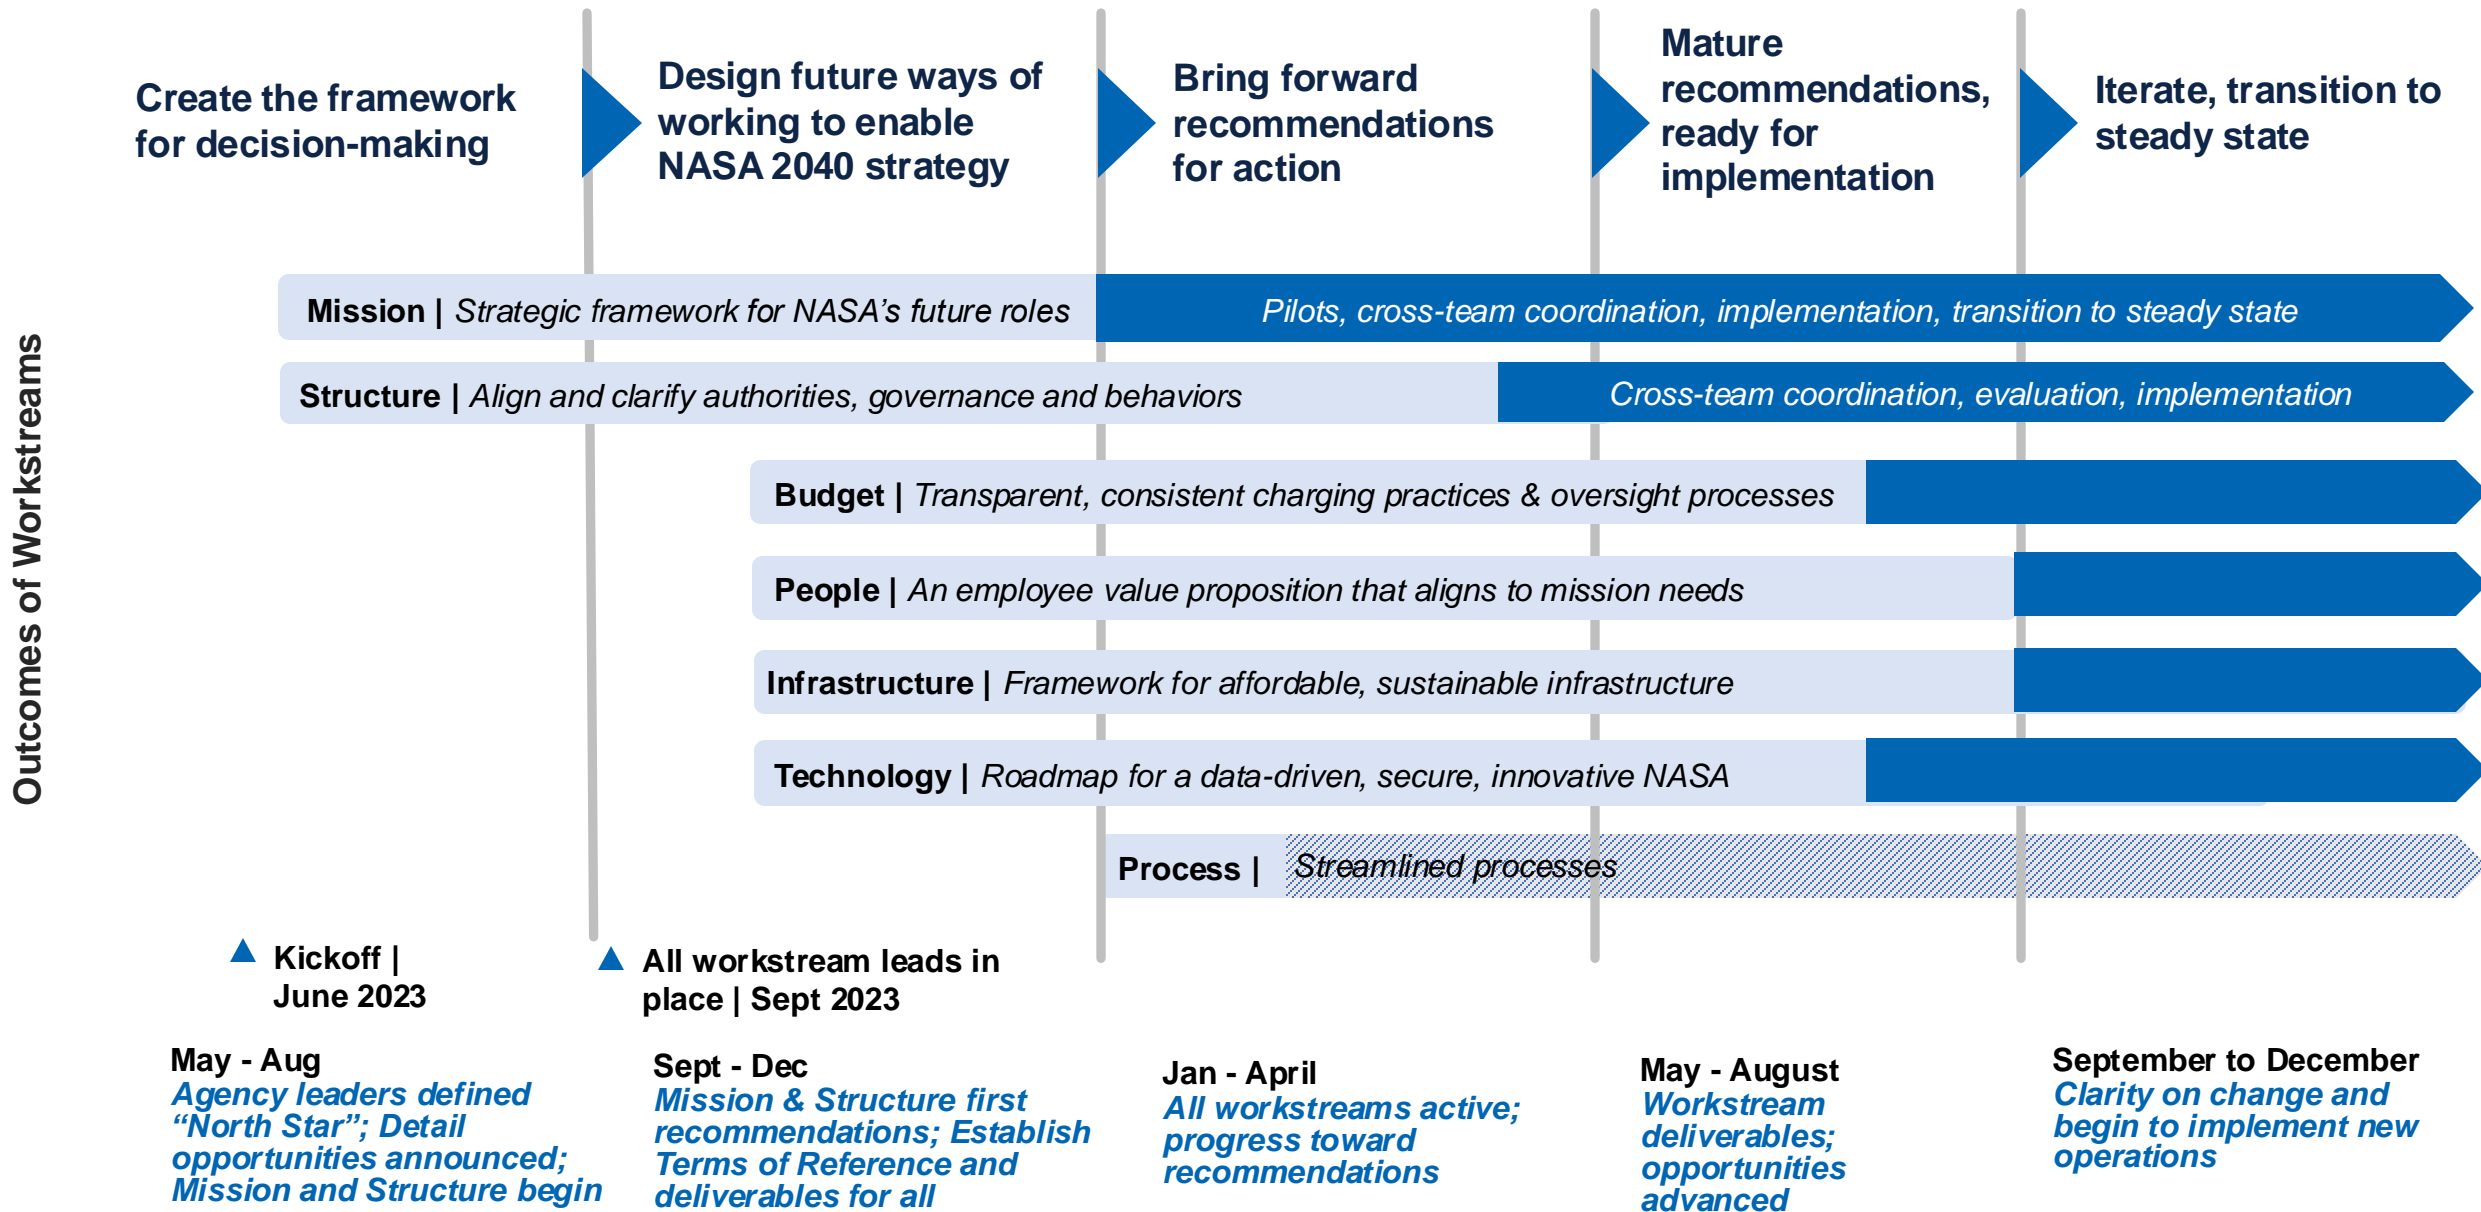 Create the framework
for decision-making
Design future ways of
working to enable
NASA 2040 strategy
Bring forward
recommendations
for action
Mature
recommendations,
ready for
implementation
Iterate, transition to
steady state
Outcomes of Workstreams
Mission | Strategic framework for NASA’s future roles
Pilots, cross-team coordination, implementation, transition to steady state
Structure | Align and clarify authorities, governance and behaviors
Cross-team coordination, evaluation, implementation
Budget | Transparent, consistent charging practices & oversight processes
People | An employee value proposition that aligns to mission needs
Infrastructure | Framework for affordable, sustainable infrastructure
Technology | Roadmap for a data-driven, secure, innovative NASA
Process | Streamlined processes
Kickoff |
June 2023
All workstream leads in
place | Sept 2023
May - Aug
Agency leaders defined
“North Star”; Detail
opportunities announced;
Mission and Structure begin
Sept - Dec
Mission & Structure first
recommendations; Establish
Terms of Reference and
deliverables for all
Jan - April
All workstreams active;
progress toward
recommendations
May - August
Workstream
deliverables;
opportunities
advanced
September to December
Clarity on change and
begin to implement new
operations